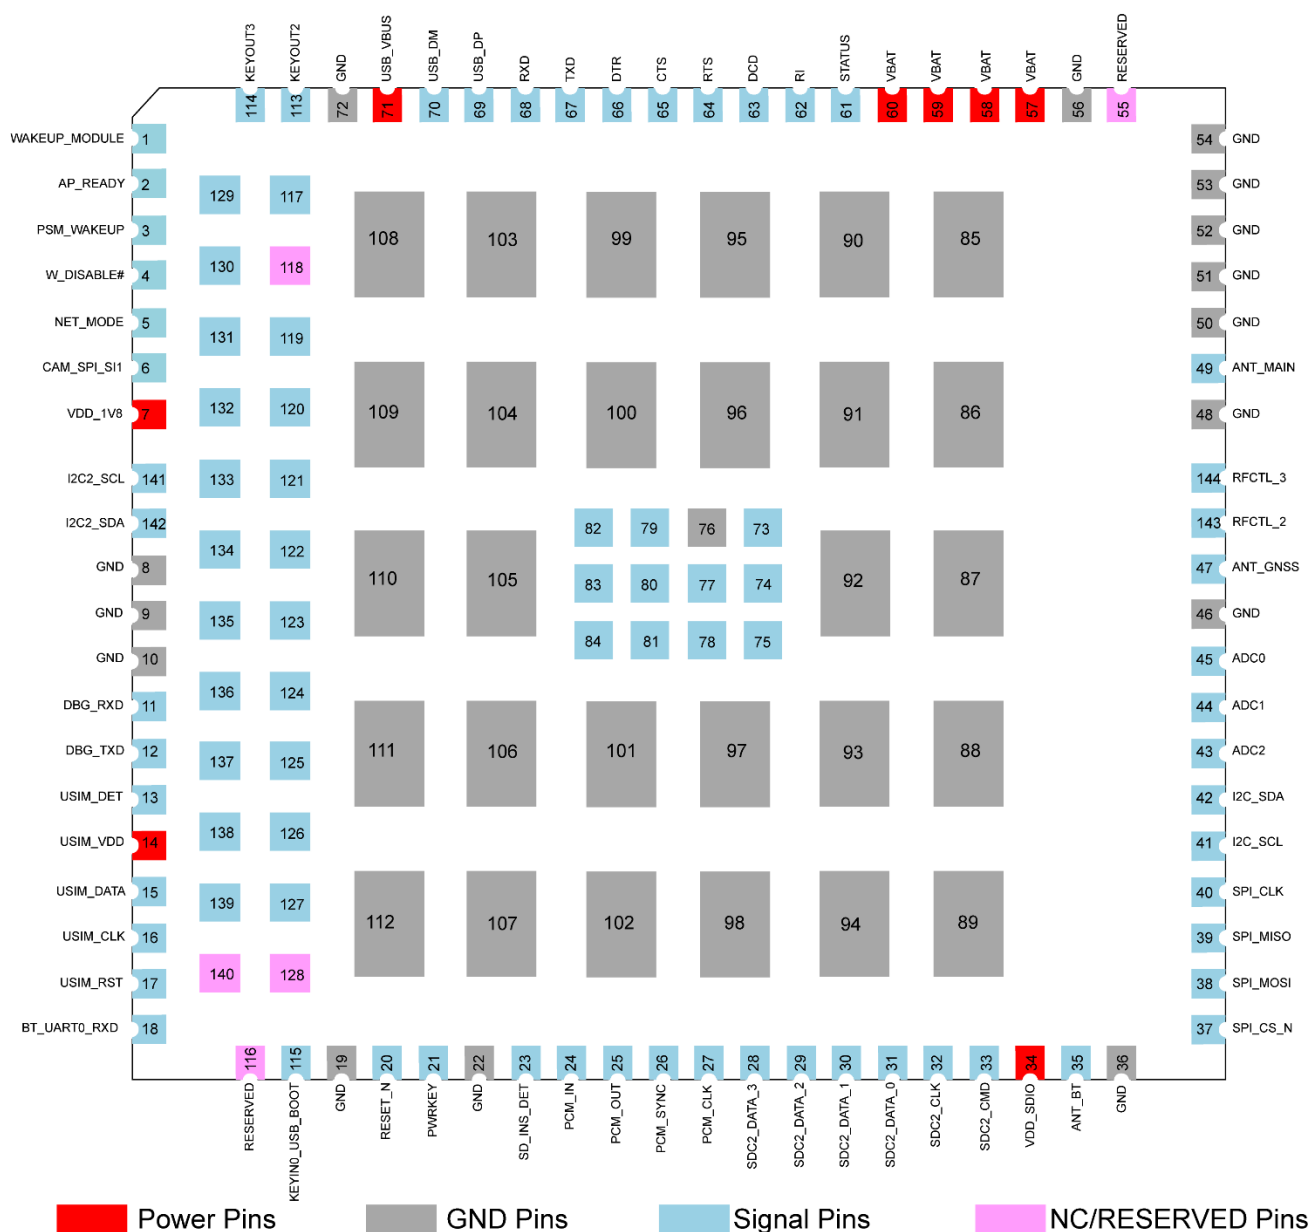 KEYOUT3 KEYOUT2 GND USB_VBUS USB_DM USB_DP RXD TXD DTR CTS RTS DCD RI STATUS VBAT VBAT VBAT VBAT GND RESERVED
114 113 72 71 70 69 68 67 66 65 64 63 62 61 60 59 58 57 56 55
WAKEUP_MODULE 1 54 GND
AP_READY 2 53 GND
129 117
PSM_WAKEUP 3 108 103 99 95 90 85 52 GND
W_DISABLE# 4 130 118 51 GND
NET_MODE 5 131 119 50 GND
CAM_SPI_SI1 6 49 ANT_MAIN
VDD_1V8 7 132 120 109 104 100 96 91 86 48 GND
I2C2_SCL 141 133 121 144 RFCTL_3
I2C2_SDA 142 82 79 76 73 143 RFCTL_2
134 122
GND 8 110 105 83 80 77 74 92 87 47 ANT_GNSS
GND 9 135 123 46 GND
84 81 78 75
GND 10 45 ADC0
136 124
DBG_RXD 11 44 ADC1
DBG_TXD 12 137 125 111 106 101 97 93 88 43 ADC2
USIM_DET 13 42 I2C_SDA
138 126
USIM_VDD 14 41 I2C_SCL
USIM_DATA 15 139 127 40 SPI_CLK
112 107 102 98 94 89
USIM_CLK 16 39 SPI_MISO
140 128
USIM_RST 17 38 SPI_MOSI
BT_UART0_RXD 18 37 SPI_CS_N
116 115 19 20 21 22 23 24 25 26 27 28 29 30 31 32 33 34 35 36
RESERVED KEYIN0_USB_BOOT GND RESET_N PWRKEY GND SD_INS_DET PCM_IN PCM_OUT PCM_SYNC PCM_CLK SDC2_DATA_3 SDC2_DATA_2 SDC2_DATA_1 SDC2_DATA_0 SDC2_CLK SDC2_CMD VDD_SDIO ANT_BT GND
Power Pins GND Pins Signal Pins NC/RESERVED Pins